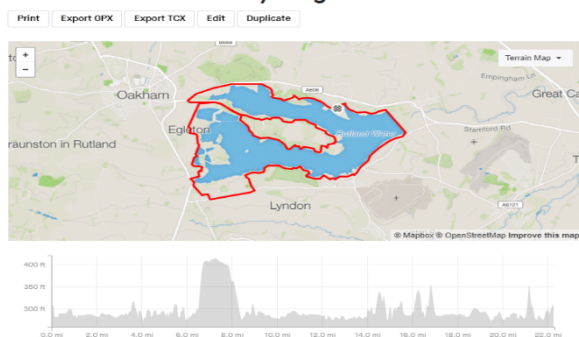 Print Export GPX Export TCX Edit Duplicate
+
−
Terrain Map
Oakham
A606
Empingham Ln
Great Ca
Egleton
Rutland Water
Stamford Rd
raunston in Rutland
Lyndon
A6121
© Mapbox © OpenStreetMap Improve this map
400 ft
350 ft
300 ft
0.0 mi 2.0 mi 4.0 mi 6.0 mi 8.0 mi 10.0 mi 12.0 mi 14.0 mi 16.0 mi 18.0 mi 20.0 mi 22.0 mi